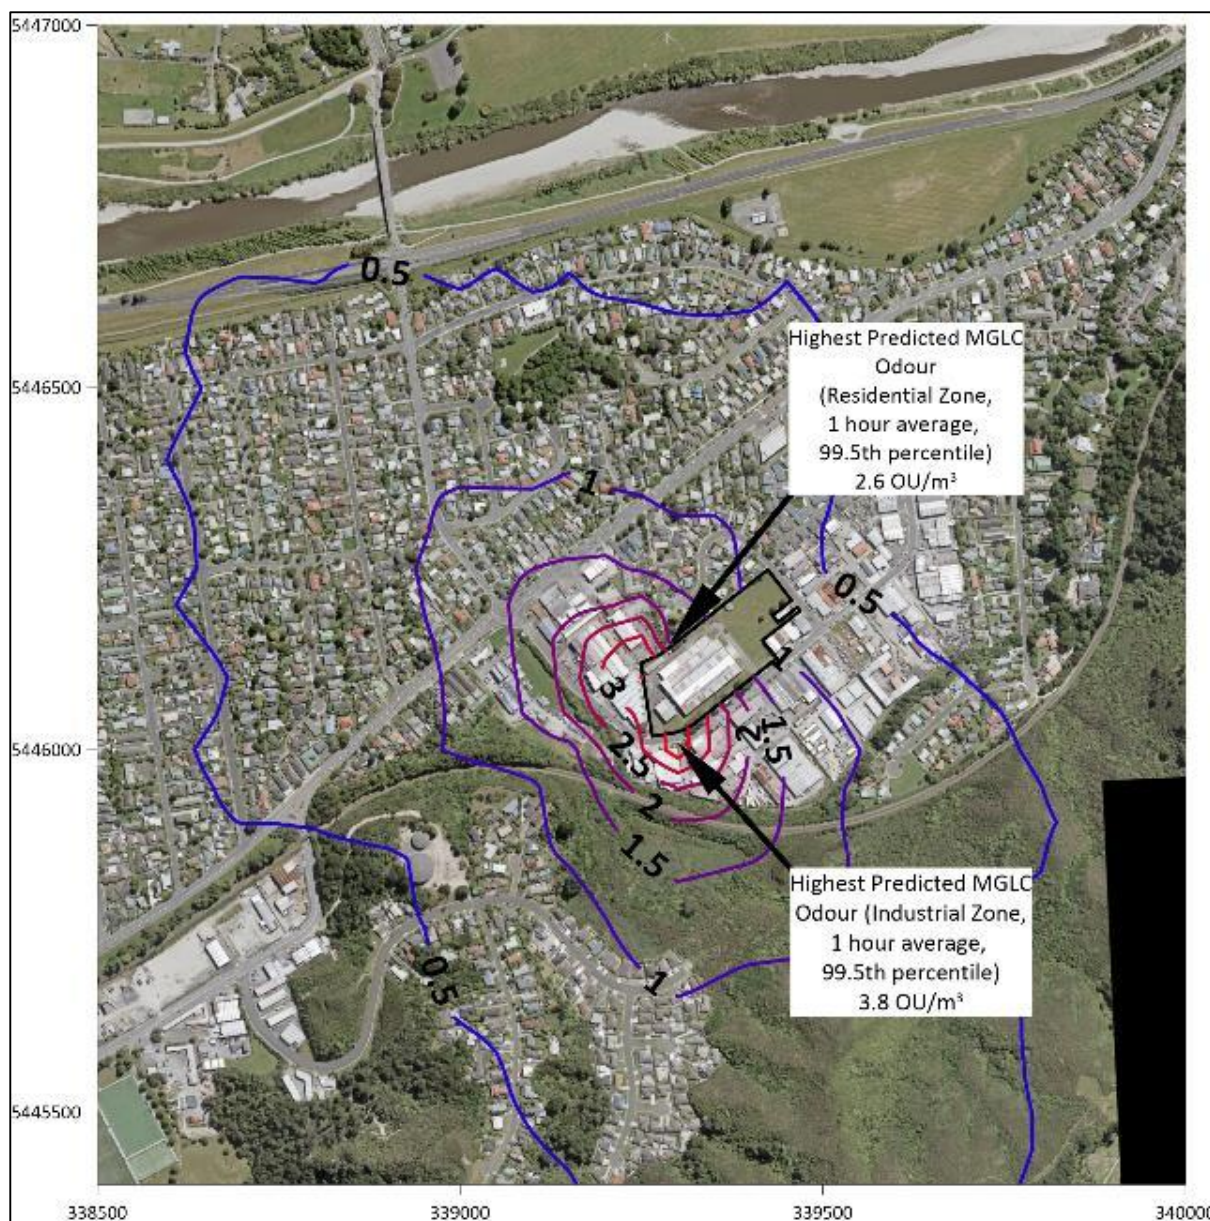 5447000
0.5
Highest Predicted MGLC
Odour
(Residential Zone,
1 hour average,
99.5th percentile)
2.6 OU/m³
5446500
1
0.5
1
1
3
2
1.5
2.5
5446000
2
1.5
Highest Predicted MGLC
Odour (Industrial Zone,
1 hour average,
99.5th percentile)
3.8 OU/m³
0.5
1
5445500
338500
339000
339500
340000